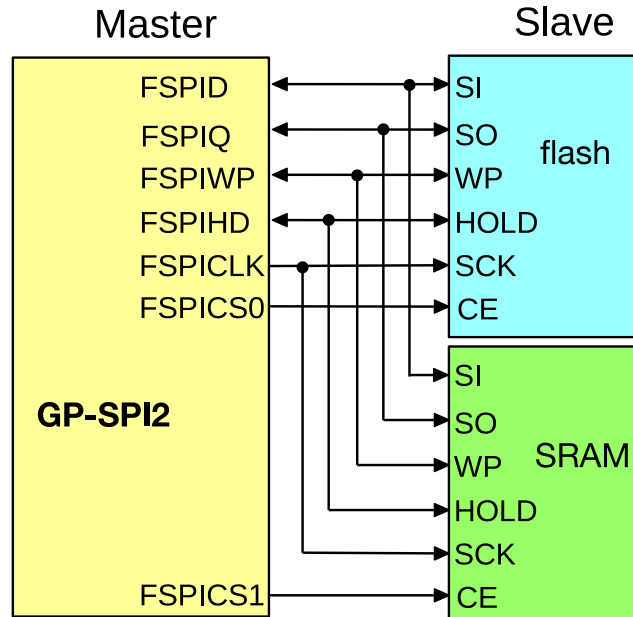 Master
Slave
FSPID
FSPIQ
FSPIWP
FSPIHD
FSPICLK
FSPICS0
GP-SPI2
FSPICS1
SI
SO
WP
HOLD
SCK
CE
flash
SI
SO
WP
HOLD
SCK
CE
SRAM